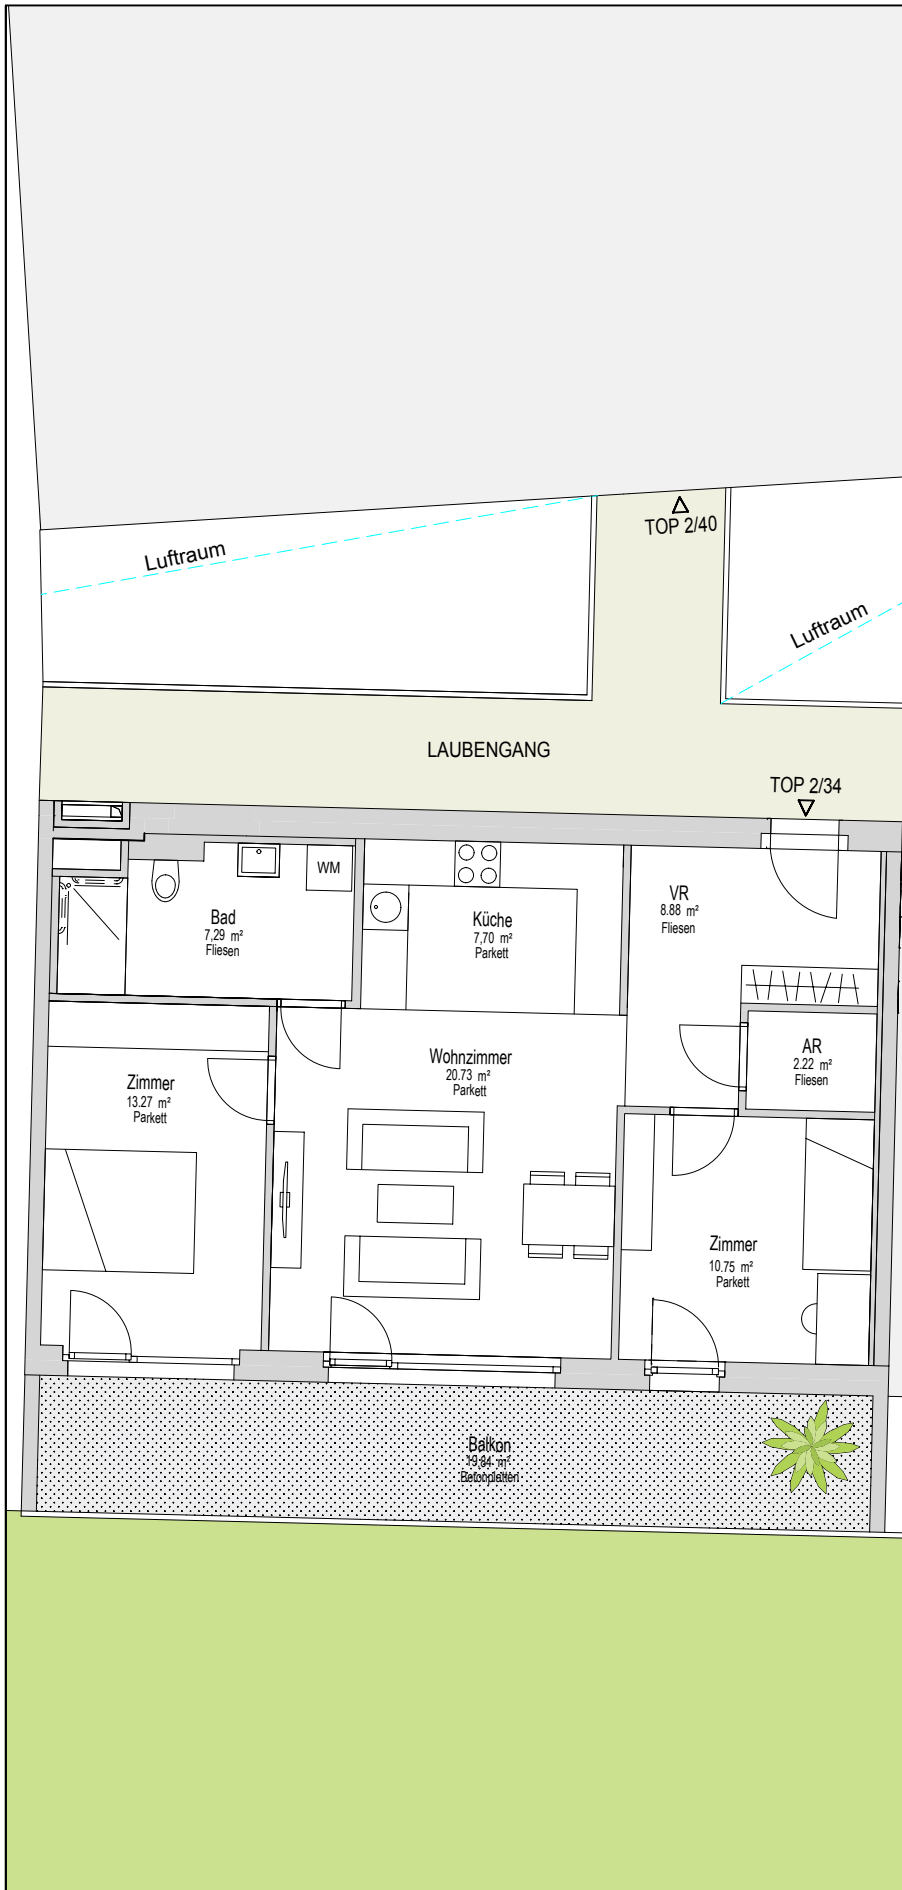 TOP 2/40
Luftraum
Luftraum
LAUBENGANG
TOP 2/34
WM
Bad
7,29 m²
Fliesen
Küche
7,70 m²
Parkett
VR
8.88 m²
Fliesen
AR
2.22 m²
Fliesen
Wohnzimmer
20.73 m²
Parkett
Zimmer
13.27 m²
Parkett
Zimmer
10.75 m²
Parkett
Balkon
19,84 m²
Betonplatten